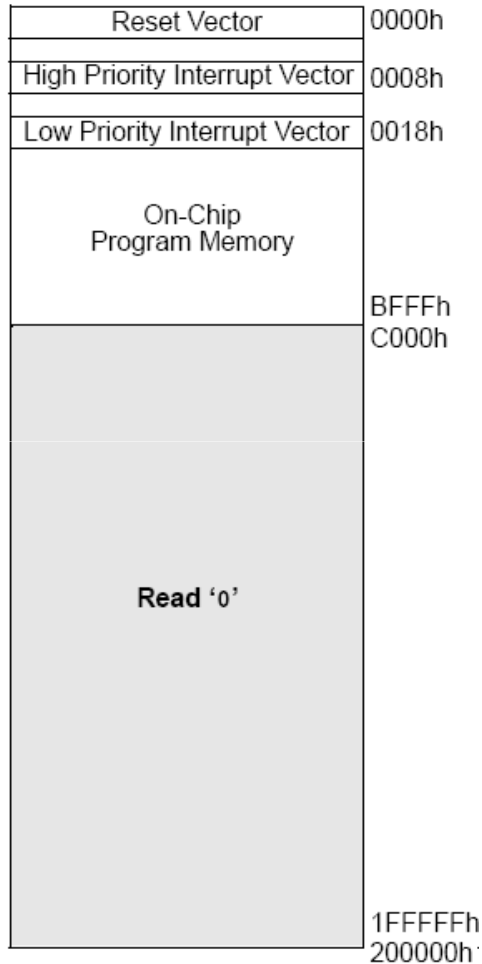 Reset Vector 0000h
High Priority Interrupt Vector 0008h
Low Priority Interrupt Vector 0018h
On-Chip
Program Memory
BFFFh
C000h
Read ‘0’
1FFFFFh
200000h